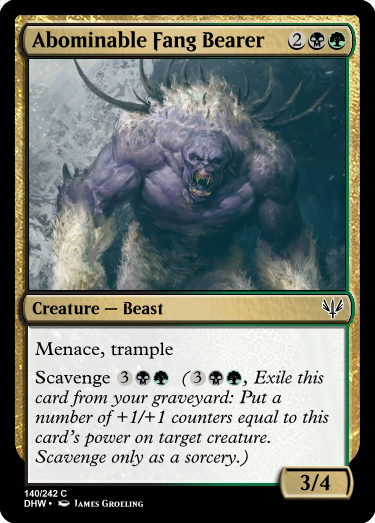 Abominable Fang Bearer 2
Creature — Beast
Menace, trample
Scavenge 3 (3, Exile this
card from your graveyard: Put a
number of +1/+1 counters equal to this
card's power on target creature.
Scavenge only as a sorcery.)
3/4
140/242 C
DHW • James Groeling